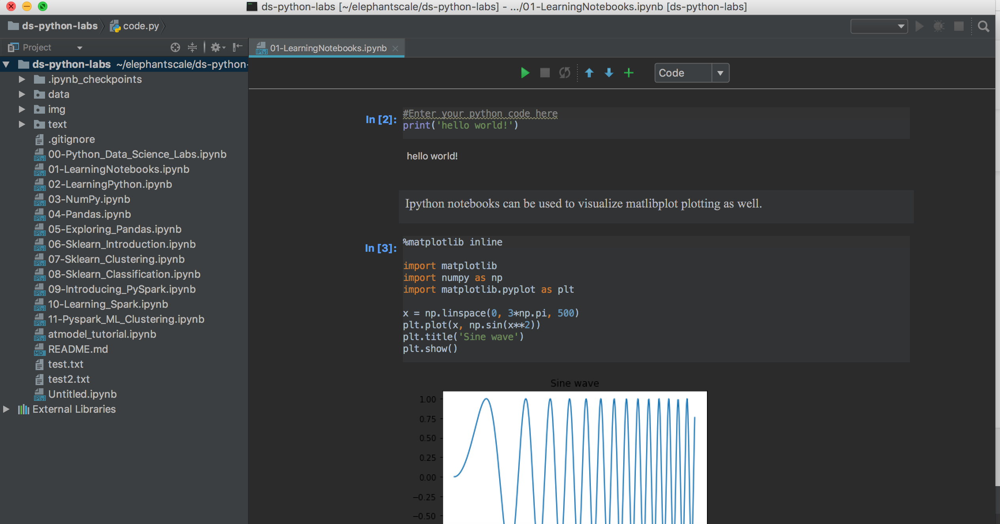 ds-python-labs [~/elephantscale/ds-python-labs] - .../01-LearningNotebooks.ipynb [ds-python-labs]
ds-python-labs code.py
Project
ds-python-labs ~/elephantscale/ds-python-
.ipynb_checkpoints
data
img
text
.gitignore
00-Python_Data_Science_Labs.ipynb
01-LearningNotebooks.ipynb
02-LearningPython.ipynb
03-NumPy.ipynb
04-Pandas.ipynb
05-Exploring_Pandas.ipynb
06-Sklearn_Introduction.ipynb
07-Sklearn_Clustering.ipynb
08-Sklearn_Classification.ipynb
09-Introducing_PySpark.ipynb
10-Learning_Spark.ipynb
11-Pyspark_ML_Clustering.ipynb
atmodel_tutorial.ipynb
README.md
test.txt
test2.txt
Untitled.ipynb
External Libraries
01-LearningNotebooks.ipynb
Code
In [2]:
#Enter your python code here
print('hello world!')
hello world!
Ipython notebooks can be used to visualize matlibplot plotting as well.
In [3]:
%matplotlib inline
import matplotlib
import numpy as np
import matplotlib.pyplot as plt
x = np.linspace(0, 3*np.pi, 500)
plt.plot(x, np.sin(x**2))
plt.title('Sine wave')
plt.show()
Sine wave
1.00
0.75
0.50
0.25
0.00
−0.25
−0.50